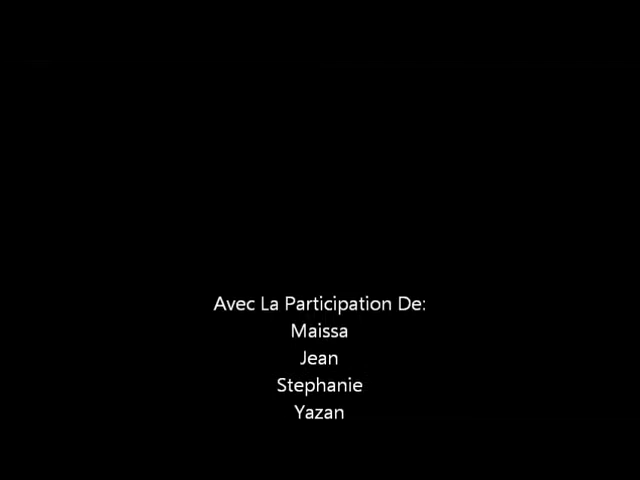 Avec La Participation De:
Maissa
Jean
Stephanie
Yazan